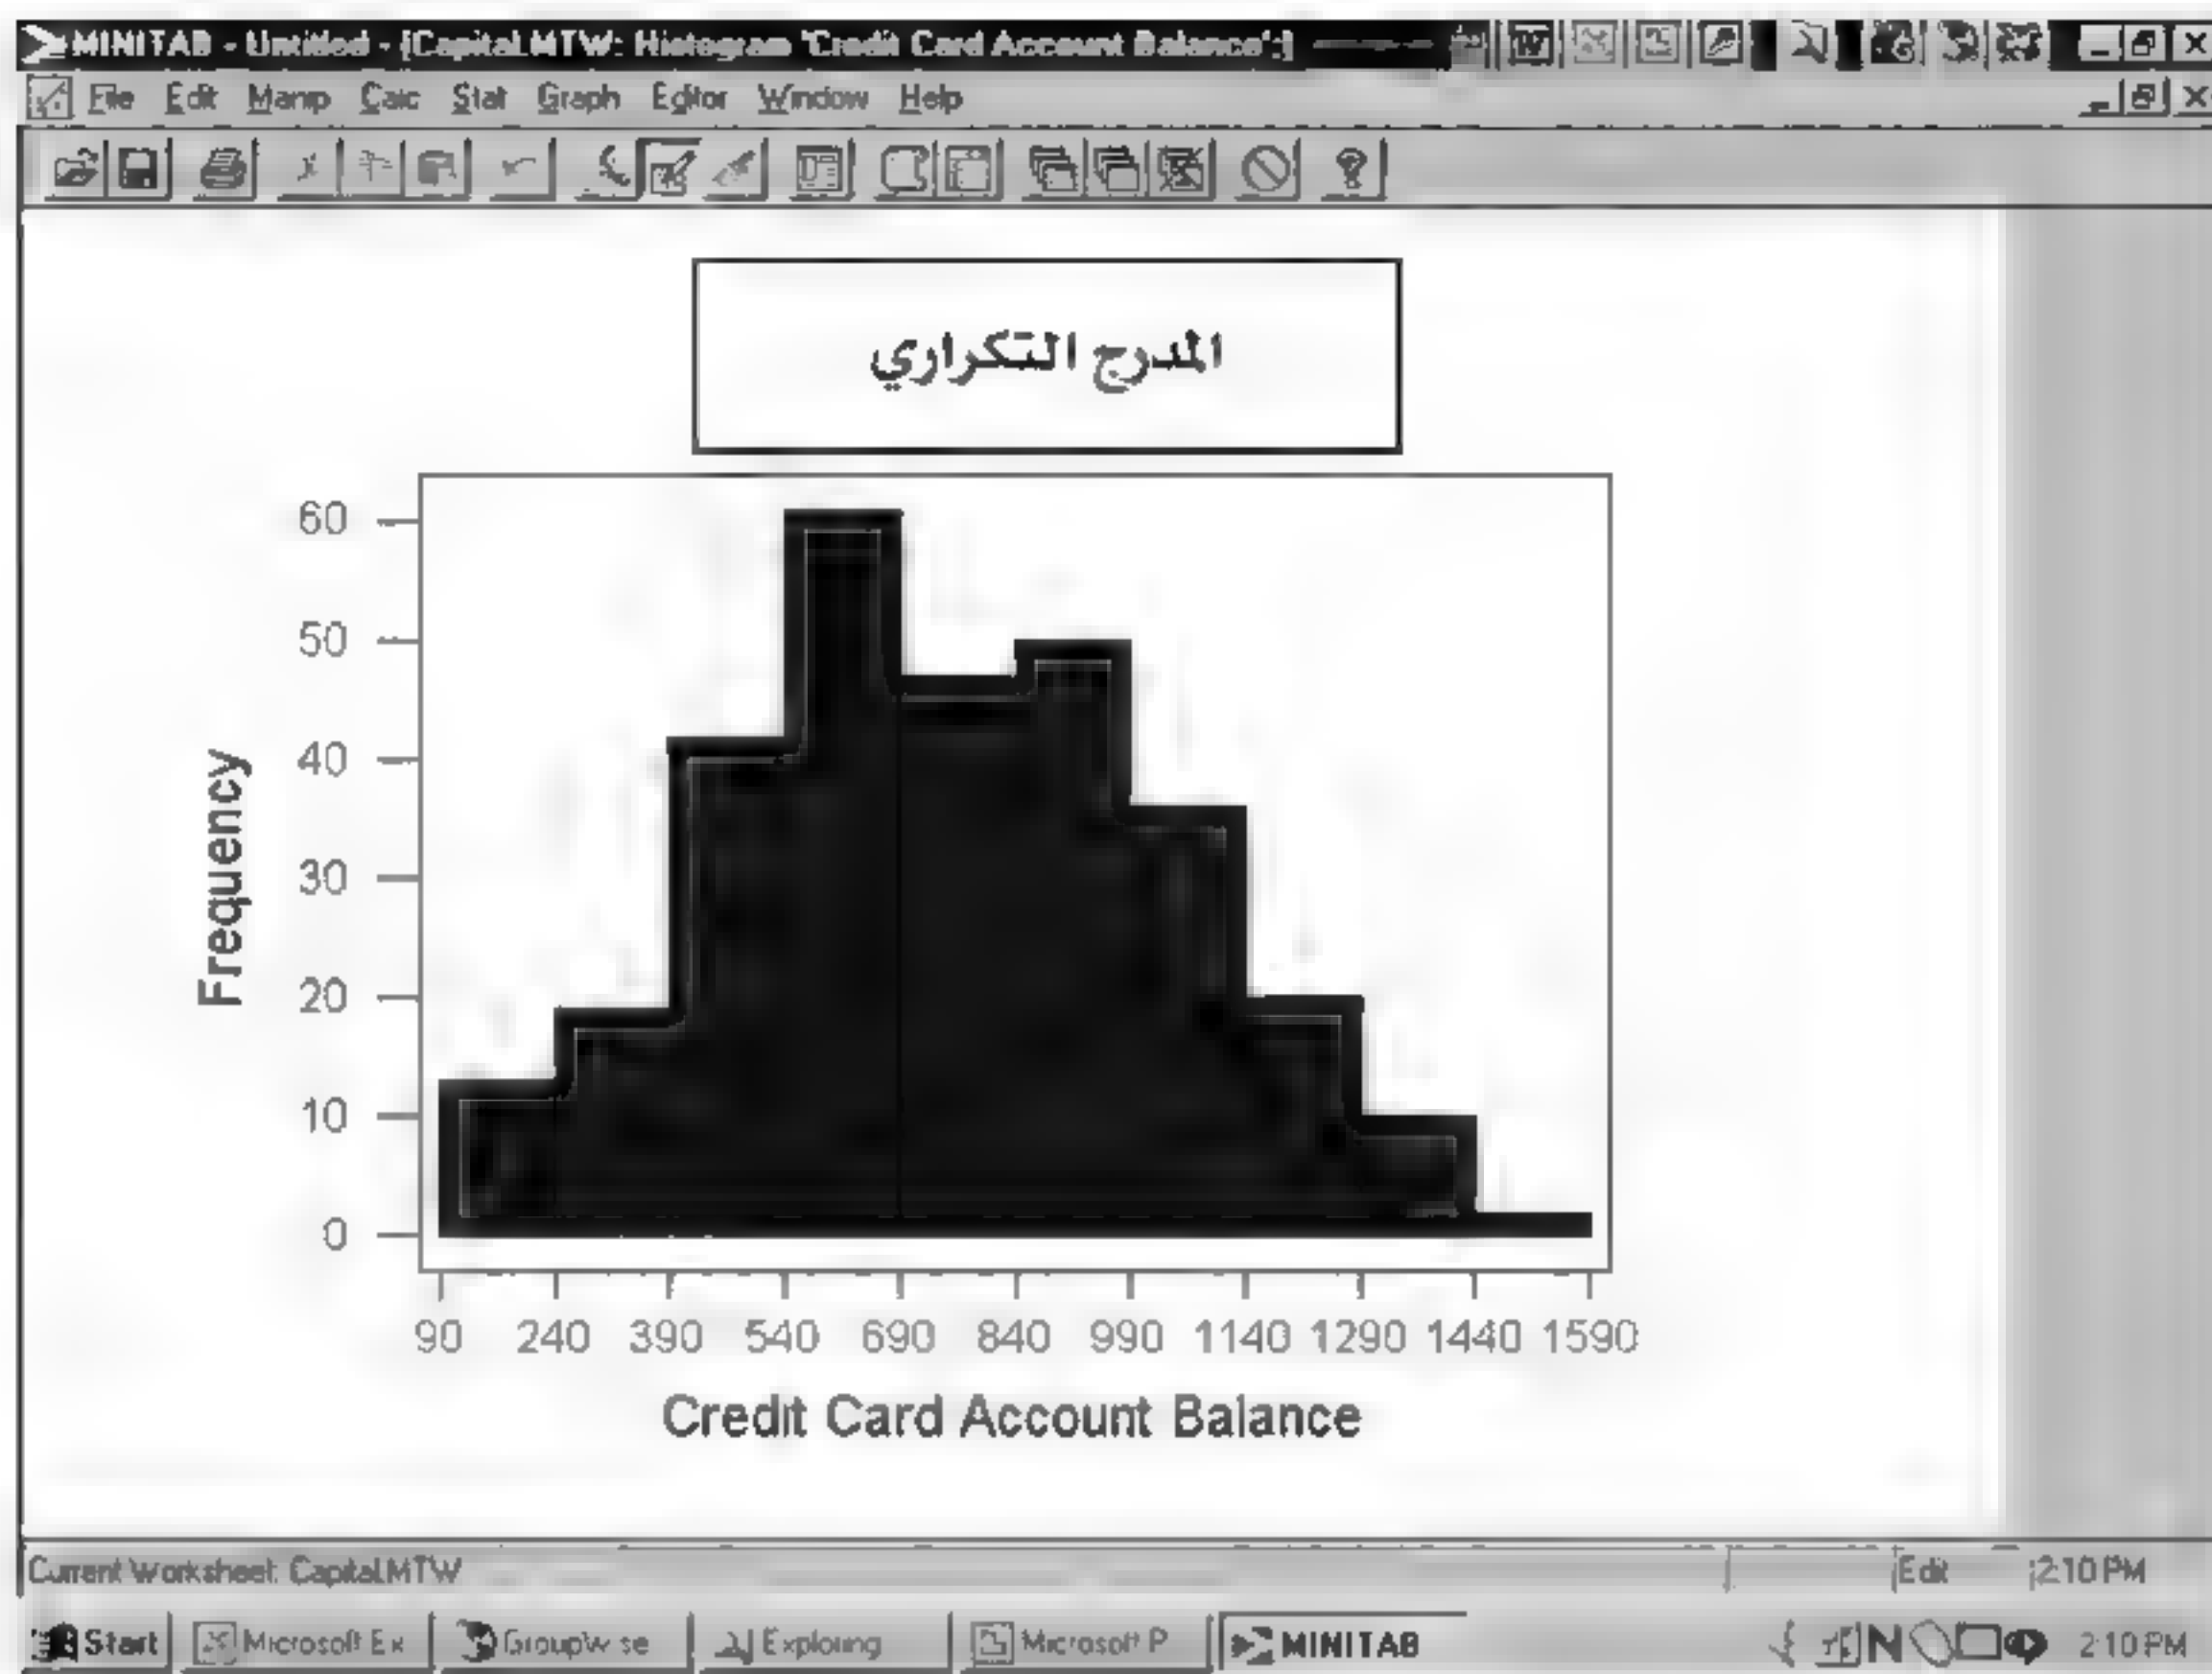 MINITAB - Untitled - [Capital.MTW: Histogram 'Credit Card Account Balance';]
File Edit Manip Calc Stat Graph Editor Window Help
المدرج التكراري
60
50
40
30
20
10
0
Frequency
90 240 390 540 690 840 990 1140 1290 1440 1590
Credit Card Account Balance
Current Worksheet: Capital.MTW Edit 2:10 PM
Start Microsoft Ex GroupWise Exploring Microsoft P MINITAB N 2:10 PM